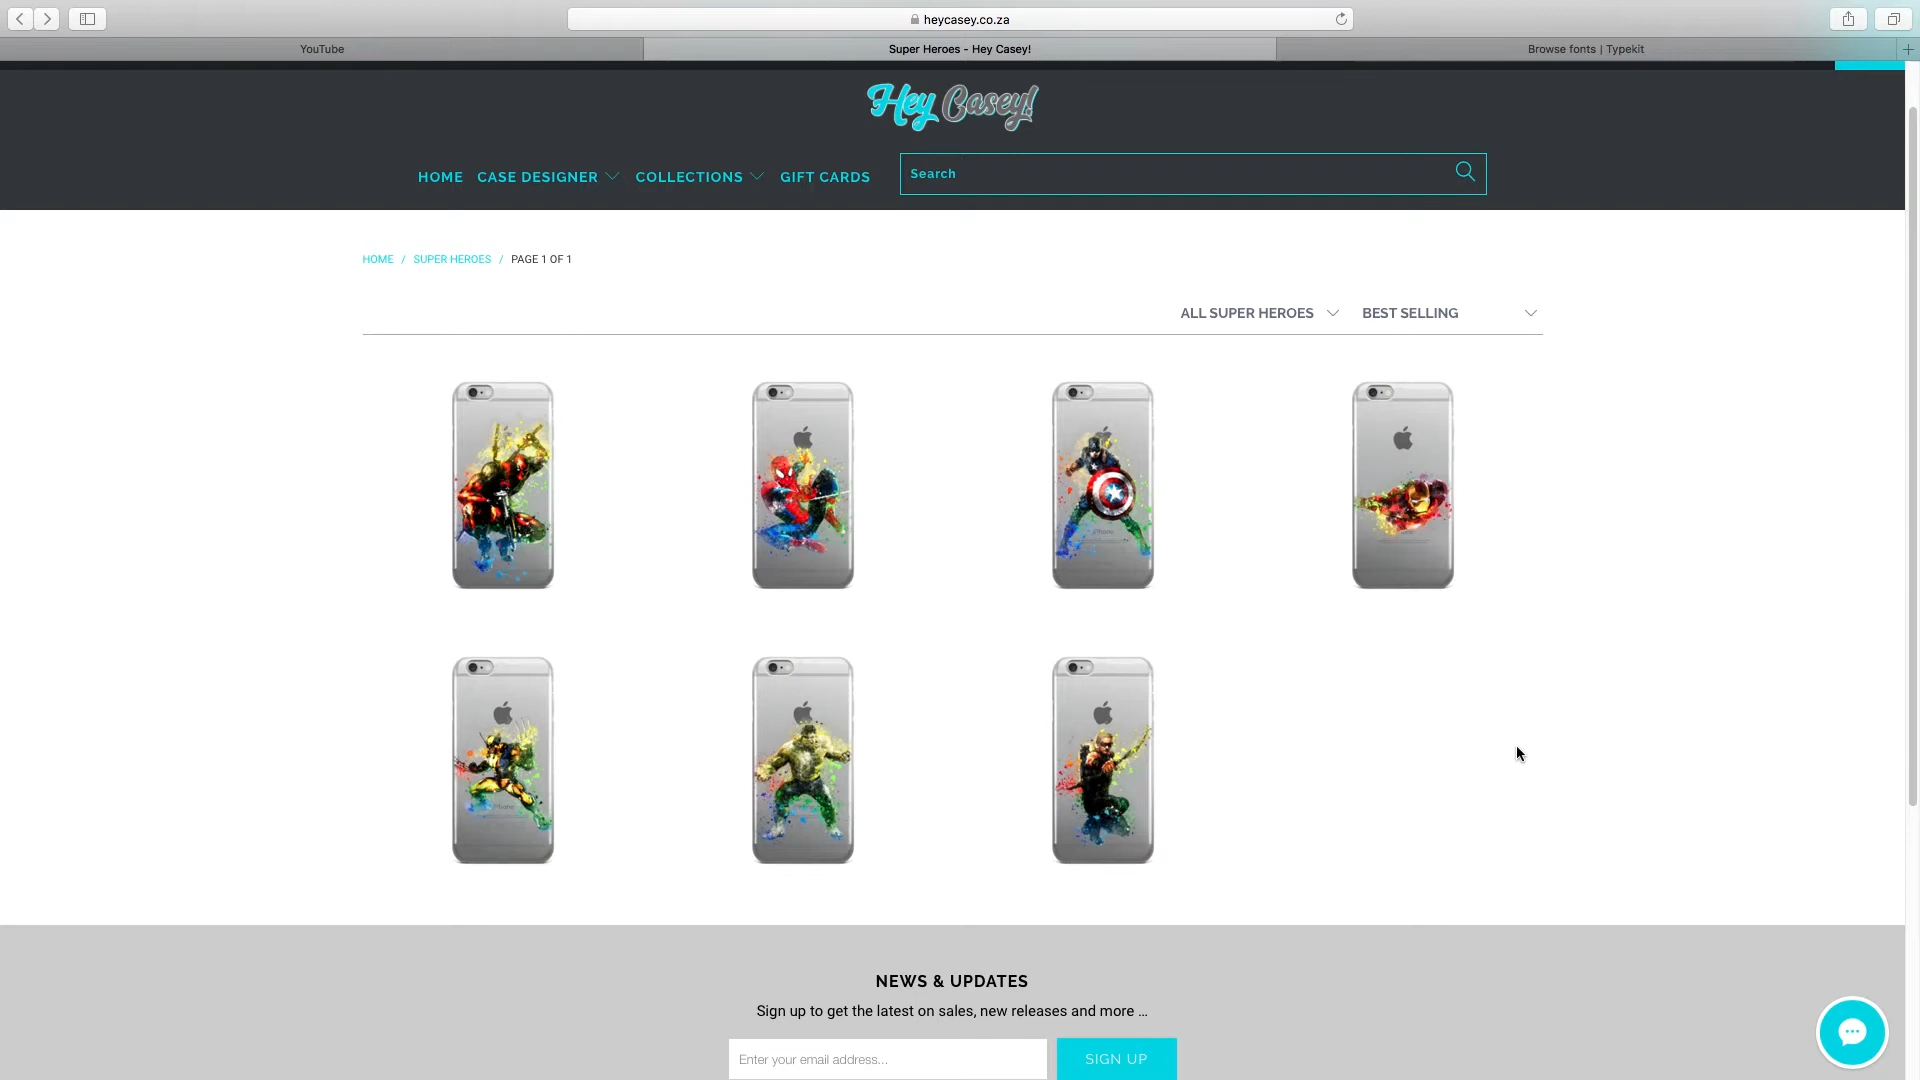 heycasey.co.za
YouTube
Super Heroes - Hey Casey!
Browse fonts | Typekit
Hey Casey!
HOME
CASE DESIGNER
COLLECTIONS
GIFT CARDS
Search
HOME / SUPER HEROES / PAGE 1 OF 1
ALL SUPER HEROES
BEST SELLING
NEWS & UPDATES
Sign up to get the latest on sales, new releases and more ...
Enter your email address...
SIGN UP